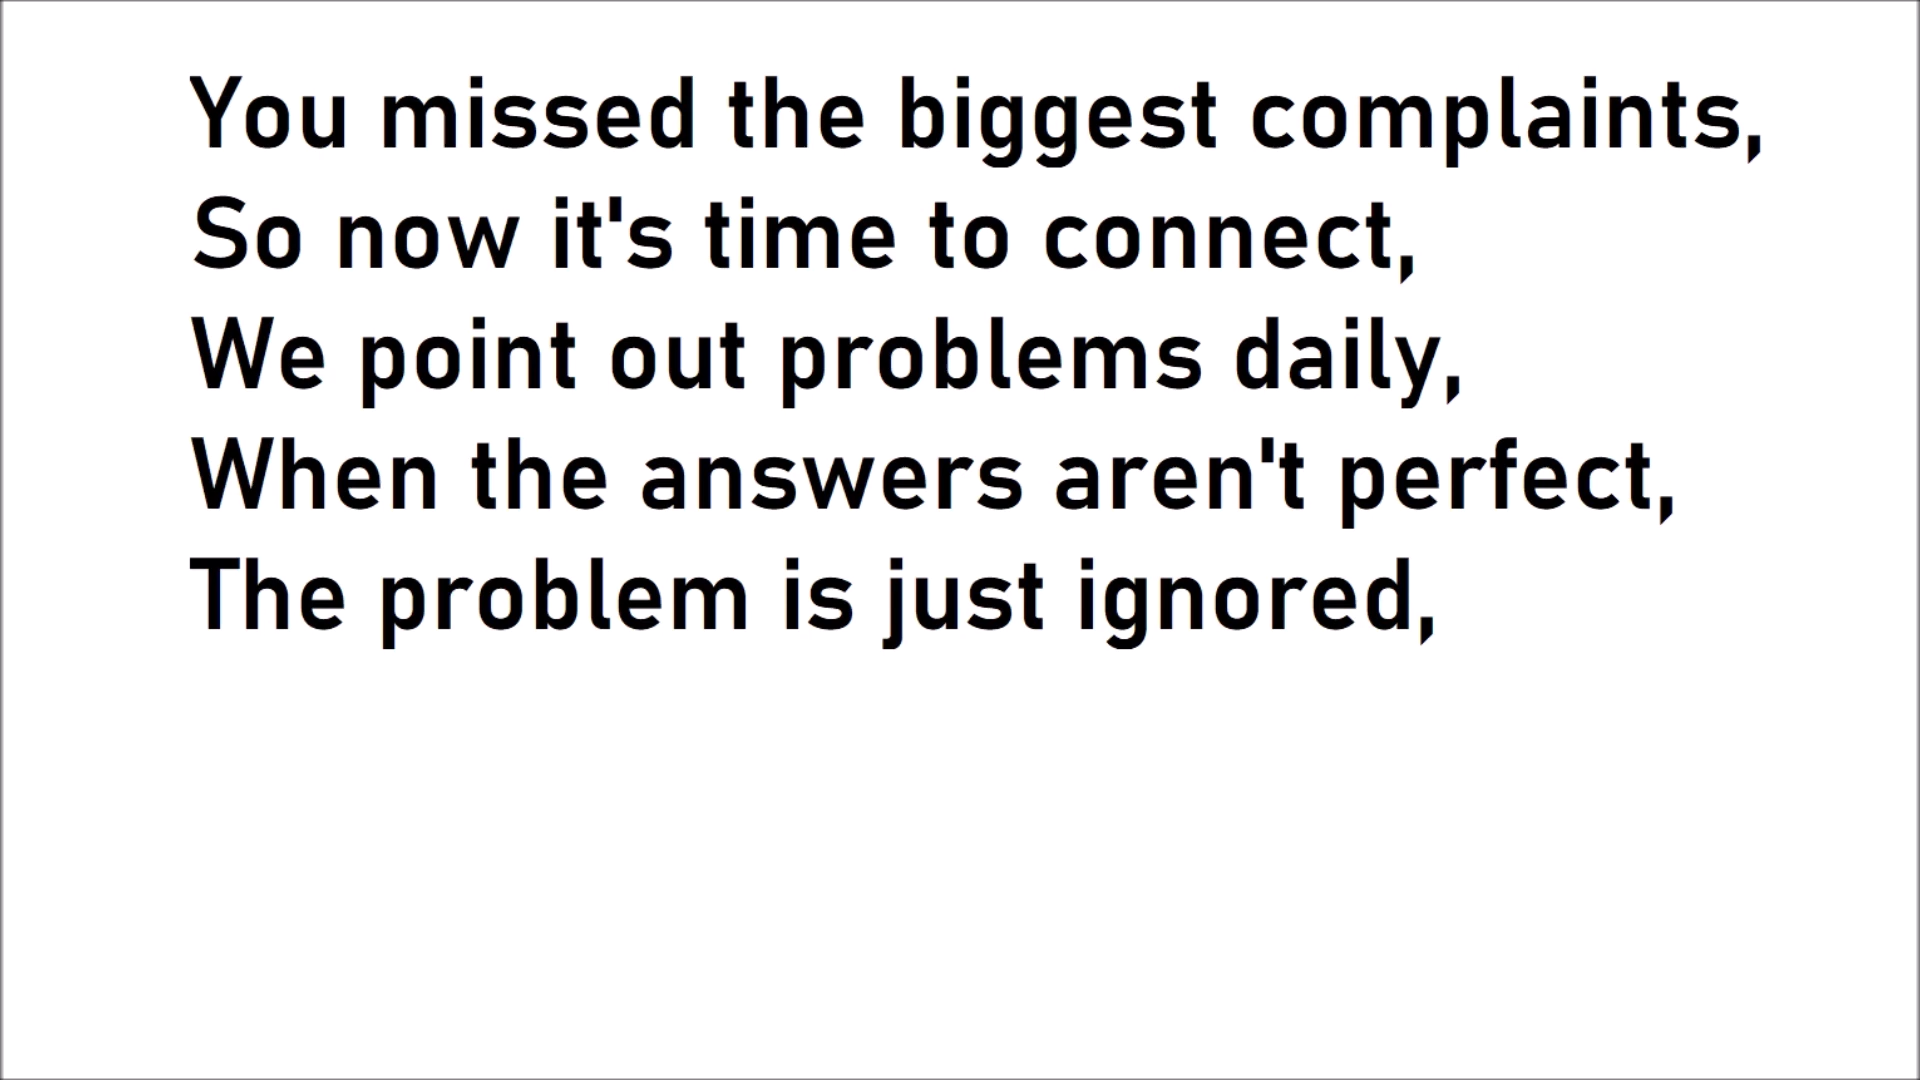 You missed the biggest complaints,
So now it's time to connect,
We point out problems daily,
When the answers aren't perfect,
The problem is just ignored,